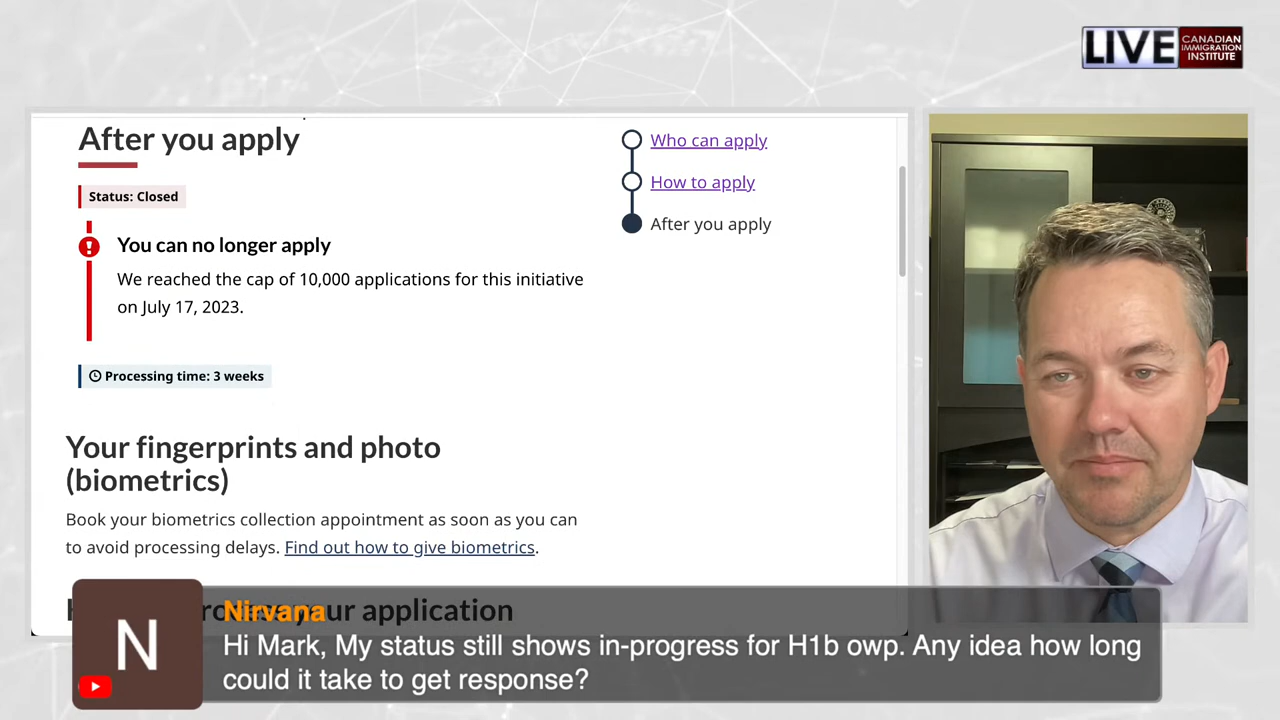 LIVE CANADIAN
IMMIGRATION
INSTITUTE
After you apply
Status: Closed
You can no longer apply
We reached the cap of 10,000 applications for this initiative
on July 17, 2023.
Processing time: 3 weeks
Who can apply
How to apply
After you apply
Your fingerprints and photo
(biometrics)
Book your biometrics collection appointment as soon as you can
to avoid processing delays. Find out how to give biometrics.
your application
N
Nirvana
Hi Mark, My status still shows in-progress for H1b owp. Any idea how long
could it take to get response?